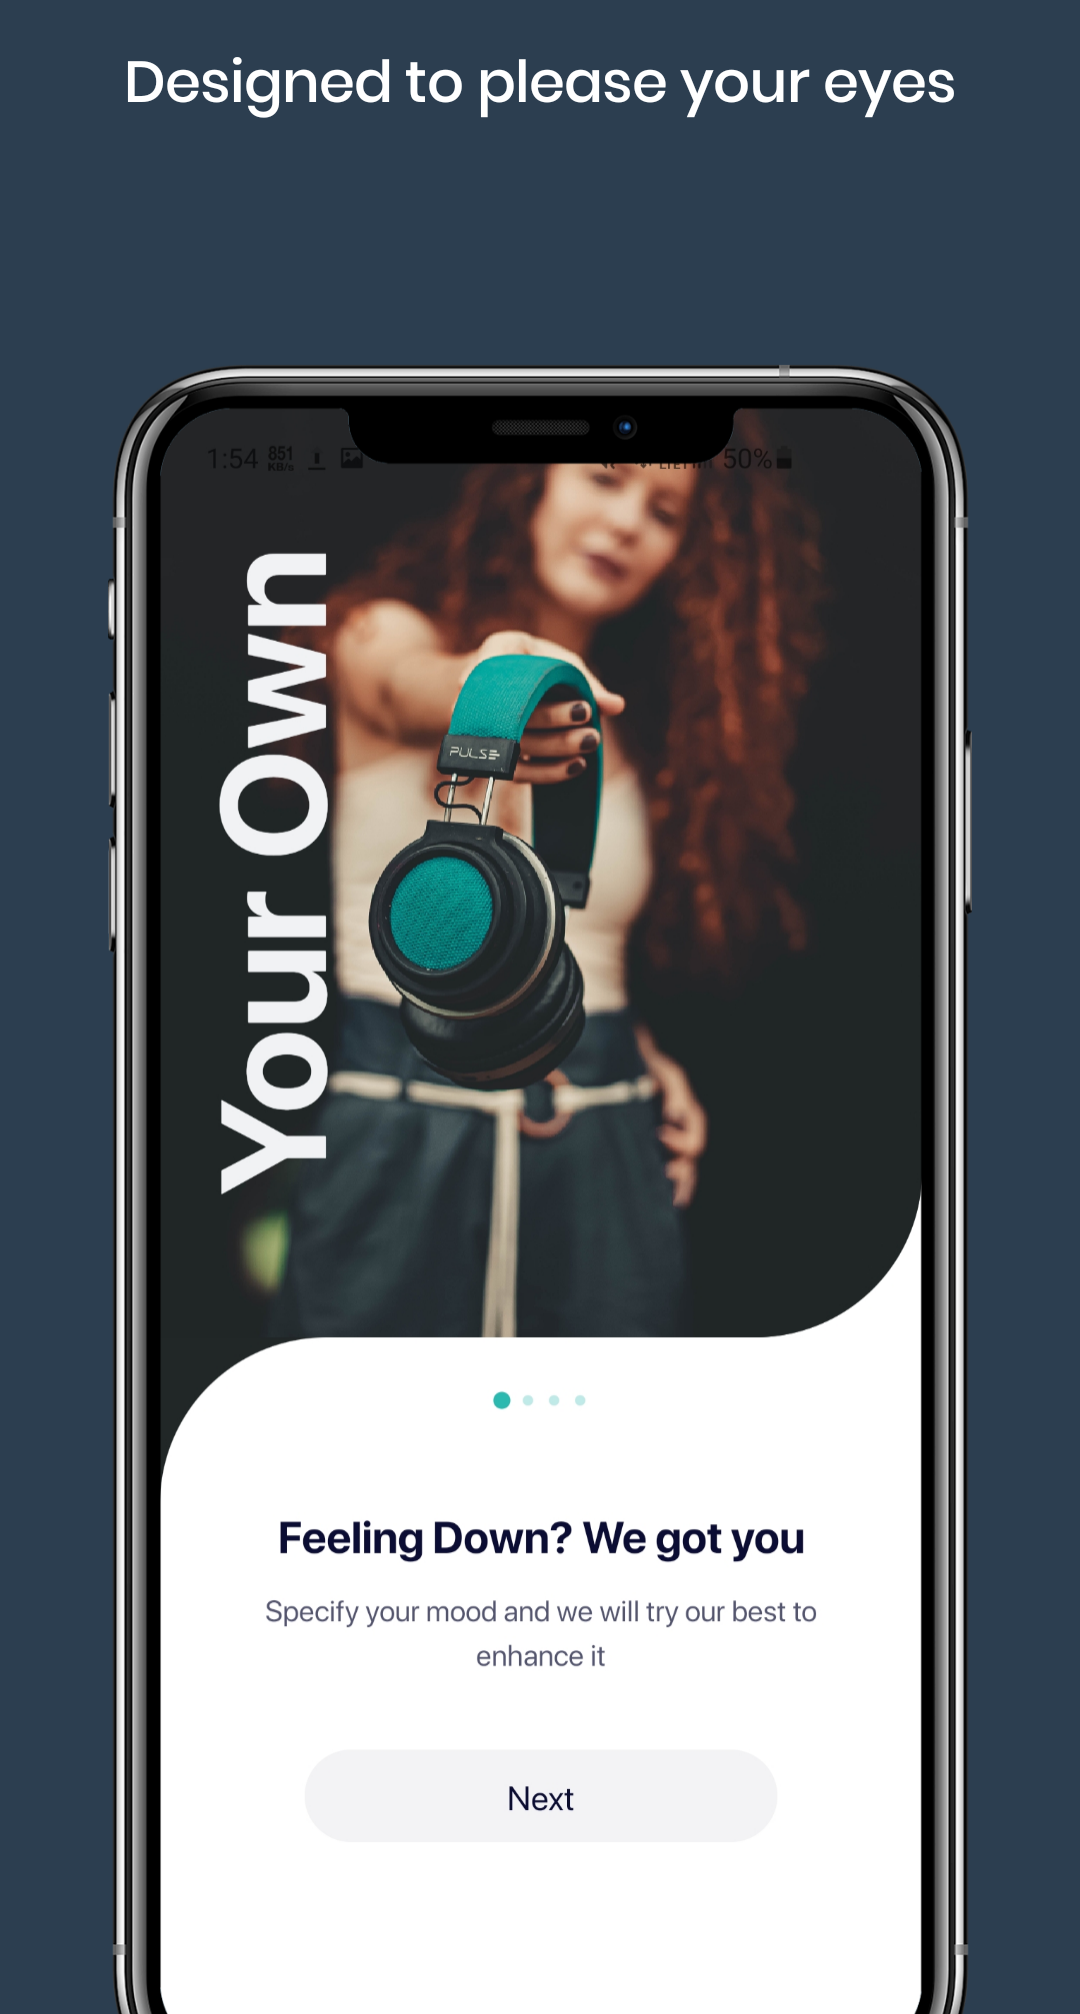 Designed to please your eyes
1:54 851 KB/s 50%
Your Own
PULSE
Feeling Down? We got you
Specify your mood and we will try our best to
enhance it
Next